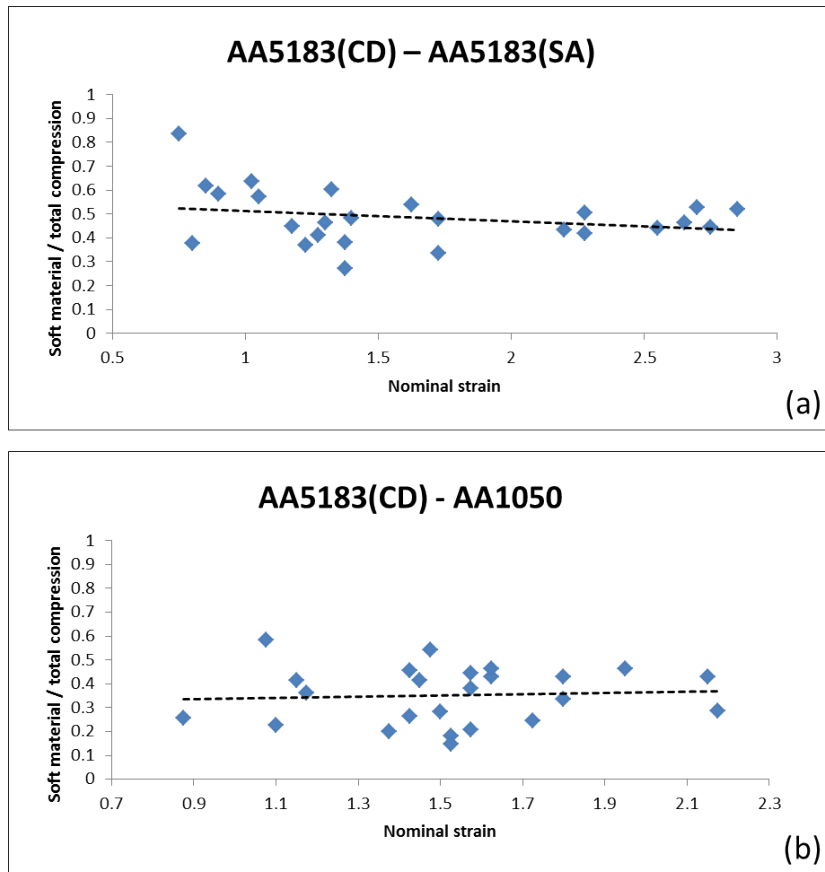 AA5183(CD) – AA5183(SA)
Soft material / total compression
1
0.9
0.8
0.7
0.6
0.5
0.4
0.3
0.2
0.1
0
0.5 1 1.5 2 2.5 3
Nominal strain
(a)
AA5183(CD) - AA1050
Soft material / total compression
1
0.9
0.8
0.7
0.6
0.5
0.4
0.3
0.2
0.1
0
0.7 0.9 1.1 1.3 1.5 1.7 1.9 2.1 2.3
Nominal strain
(b)